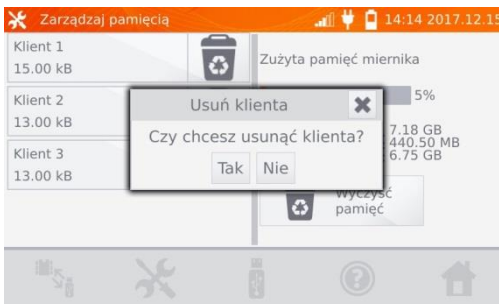 Zarządzaj pamięcią
14:14 2017.12.15
Klient 1
15.00 kB
Klient 2
13.00 kB
Klient 3
13.00 kB
Zużyta pamięć miernika
5%
7.18 GB
440.50 MB
6.75 GB
Wyczyść
pamięć
Usuń klienta
Czy chcesz usunąć klienta?
Tak Nie